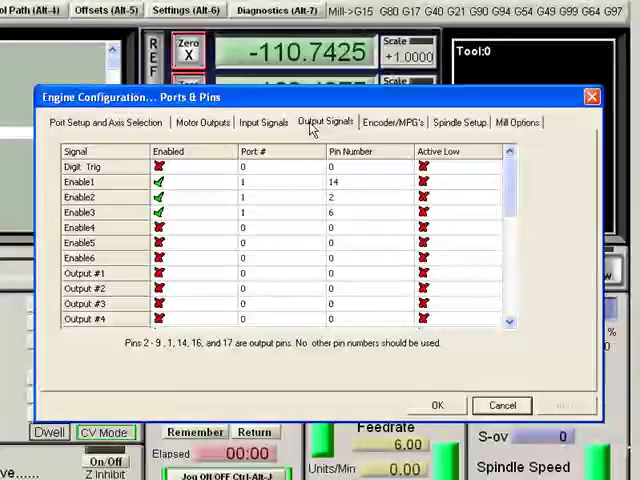 ol Path (Alt-4) Offsets (Alt-5) Settings (Alt-6) Diagnostics (Alt-7) Mill->G15 G80 G17 G40 G21 G90 G94 G54 G49 G99 G64 G97
REF
Zero X
-110.7425
Scale
+1.0000
Tool:0
Scale
Engine Configuration... Ports & Pins
Port Setup and Axis Selection Motor Outputs Input Signals Output Signals Encoder/MPG's Spindle Setup Mill Options
Signal Enabled Port # Pin Number Active Low
Digit Trig 0 0
Enable1 1 14
Enable2 1 2
Enable3 1 6
Enable4 0 0
Enable5 0 0
Enable6 0 0
Output #1 0 0
Output #2 0 0
Output #3 0 0
Output #4 0 0
Pins 2 - 9 , 1, 14, 16, and 17 are output pins. No other pin numbers should be used.
OK Cancel
w
%
0
Dwell CV Mode
Remember Return
Feedrate
6.00
S-ov 0
Elapsed 00:00
ve......
On/Off
Z Inhibit
Jog ON/OFF Ctrl-Alt-J
Units/Min 0.00
Spindle Speed